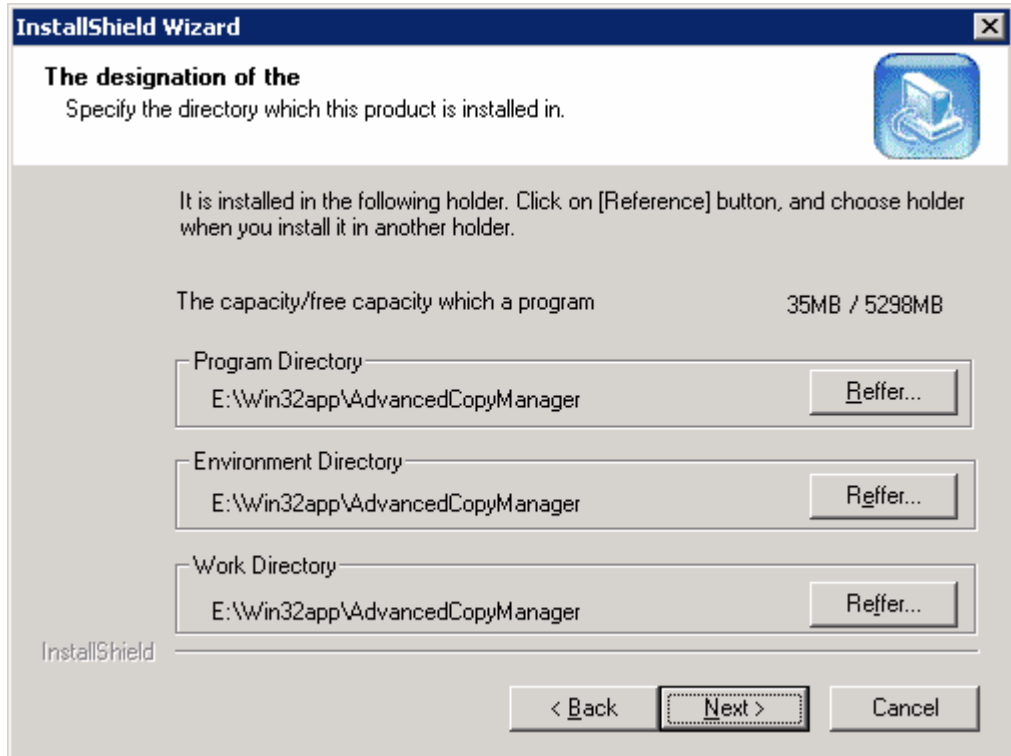 InstallShield Wizard
The designation of the
Specify the directory which this product is installed in.
It is installed in the following holder. Click on [Reference] button, and choose holder
when you install it in another holder.
The capacity/free capacity which a program 35MB / 5298MB
Program Directory
E:\Win32app\AdvancedCopyManager Reffer...
Environment Directory
E:\Win32app\AdvancedCopyManager Reffer...
Work Directory
E:\Win32app\AdvancedCopyManager Reffer...
InstallShield
< Back Next > Cancel